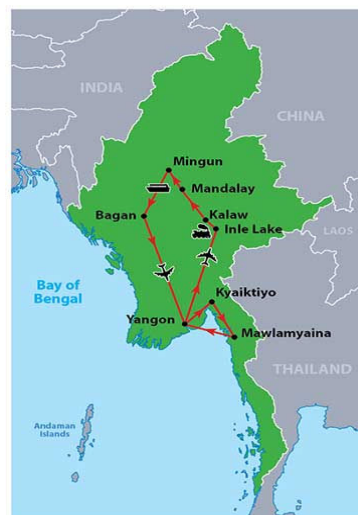 INDIA
CHINA
Mingun
Mandalay
Bagan
Kalaw
Inle Lake
LAOS
Bay of
Bengal
Kyaiktiyo
Yangon
Mawlamyaina
THAILAND
Andaman
Islands